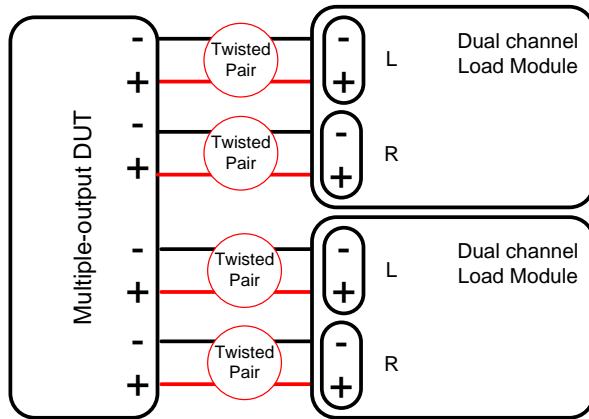 Multiple-output DUT
-
+
-
+
-
+
-
+
Twisted
Pair
Twisted
Pair
Twisted
Pair
Twisted
Pair
-
+
L
Dual channel
Load Module
-
+
R
-
+
L
Dual channel
Load Module
-
+
R